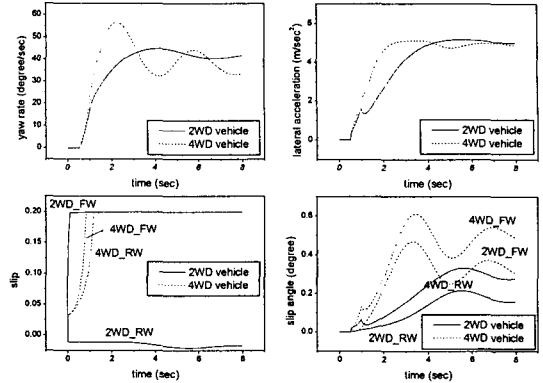 yaw rate (degree/sec)
60
50
40
30
20
10
0
0
2
4
6
8
2WD vehicle
4WD vehicle
time (sec)
lateral acceleration (m/sec²)
6
4
2
0
0
2
4
6
8
2WD vehicle
4WD vehicle
time (sec)
slip
0.20
0.15
0.10
0.05
0.00
2WD_FW
4WD_FW
4WD_RW
2WD vehicle
4WD vehicle
2WD_RW
0
2
4
6
8
time (sec)
slip angle (degree)
0.6
0.4
0.2
0.0
4WD_FW
2WD_FW
4WD_RW
2WD_RW
2WD vehicle
4WD vehicle
0
2
4
6
8
time (sec)